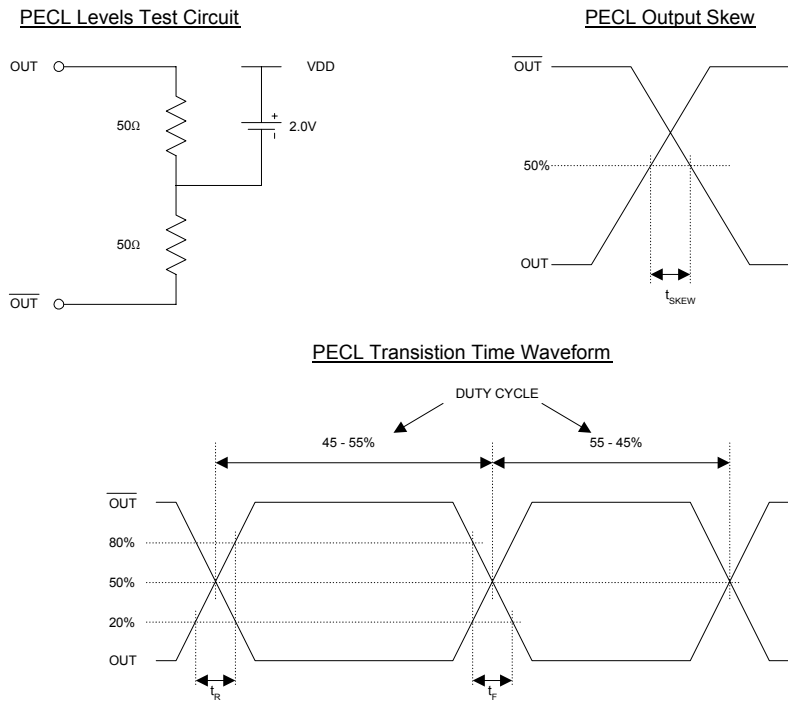 PECL Levels Test Circuit
OUT
VDD
50Ω
+
2.0V
-
50Ω
OUT
PECL Output Skew
OUT
50%
OUT
tSKEW
PECL Transistion Time Waveform
DUTY CYCLE
45 - 55%
55 - 45%
OUT
80%
50%
20%
OUT
tR
tF